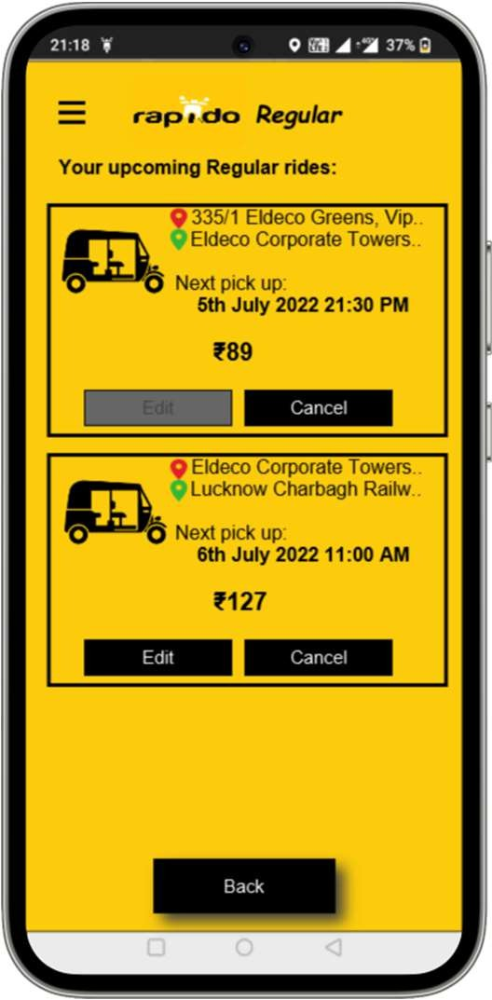 21:18 4G 37%
rapido Regular
Your upcoming Regular rides:
335/1 Eldeco Greens, Vip..
Eldeco Corporate Towers..
Next pick up:
5th July 2022 21:30 PM
₹89
Edit Cancel
Eldeco Corporate Towers..
Lucknow Charbagh Railw..
Next pick up:
6th July 2022 11:00 AM
₹127
Edit Cancel
Back